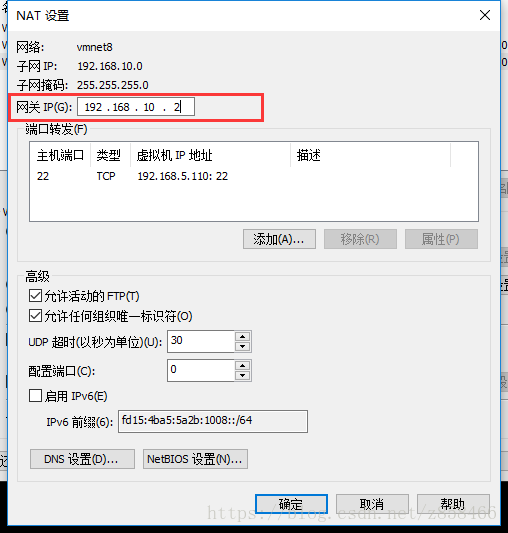 NAT 设置
网络: vmnet8
子网 IP: 192.168.10.0
子网掩码: 255.255.255.0
网关 IP(G): 192 . 168 . 10 . 2
端口转发(F)
主机端口 类型 虚拟机 IP 地址 描述
22 TCP 192.168.5.110: 22
添加(A)... 移除(R) 属性(P)
高级
允许活动的 FTP(T)
允许任何组织唯一标识符(O)
UDP 超时(以秒为单位)(U): 30
配置端口(C): 0
启用 IPv6(E)
IPv6 前缀(6): fd15:4ba5:5a2b:1008::/64
DNS 设置(D)... NetBIOS 设置(N)...
确定 取消 帮助